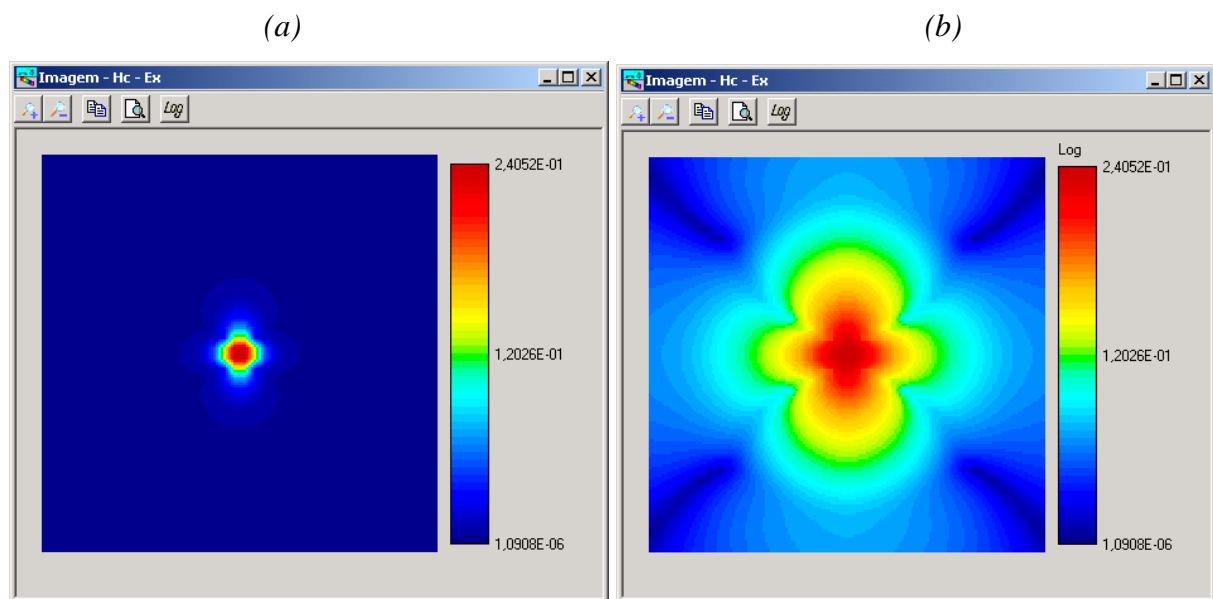 (a)
(b)
Imagem - Hc - Ex
Log
2,4052E-01
1,2026E-01
1,0908E-06
Imagem - Hc - Ex
Log
Log
2,4052E-01
1,2026E-01
1,0908E-06